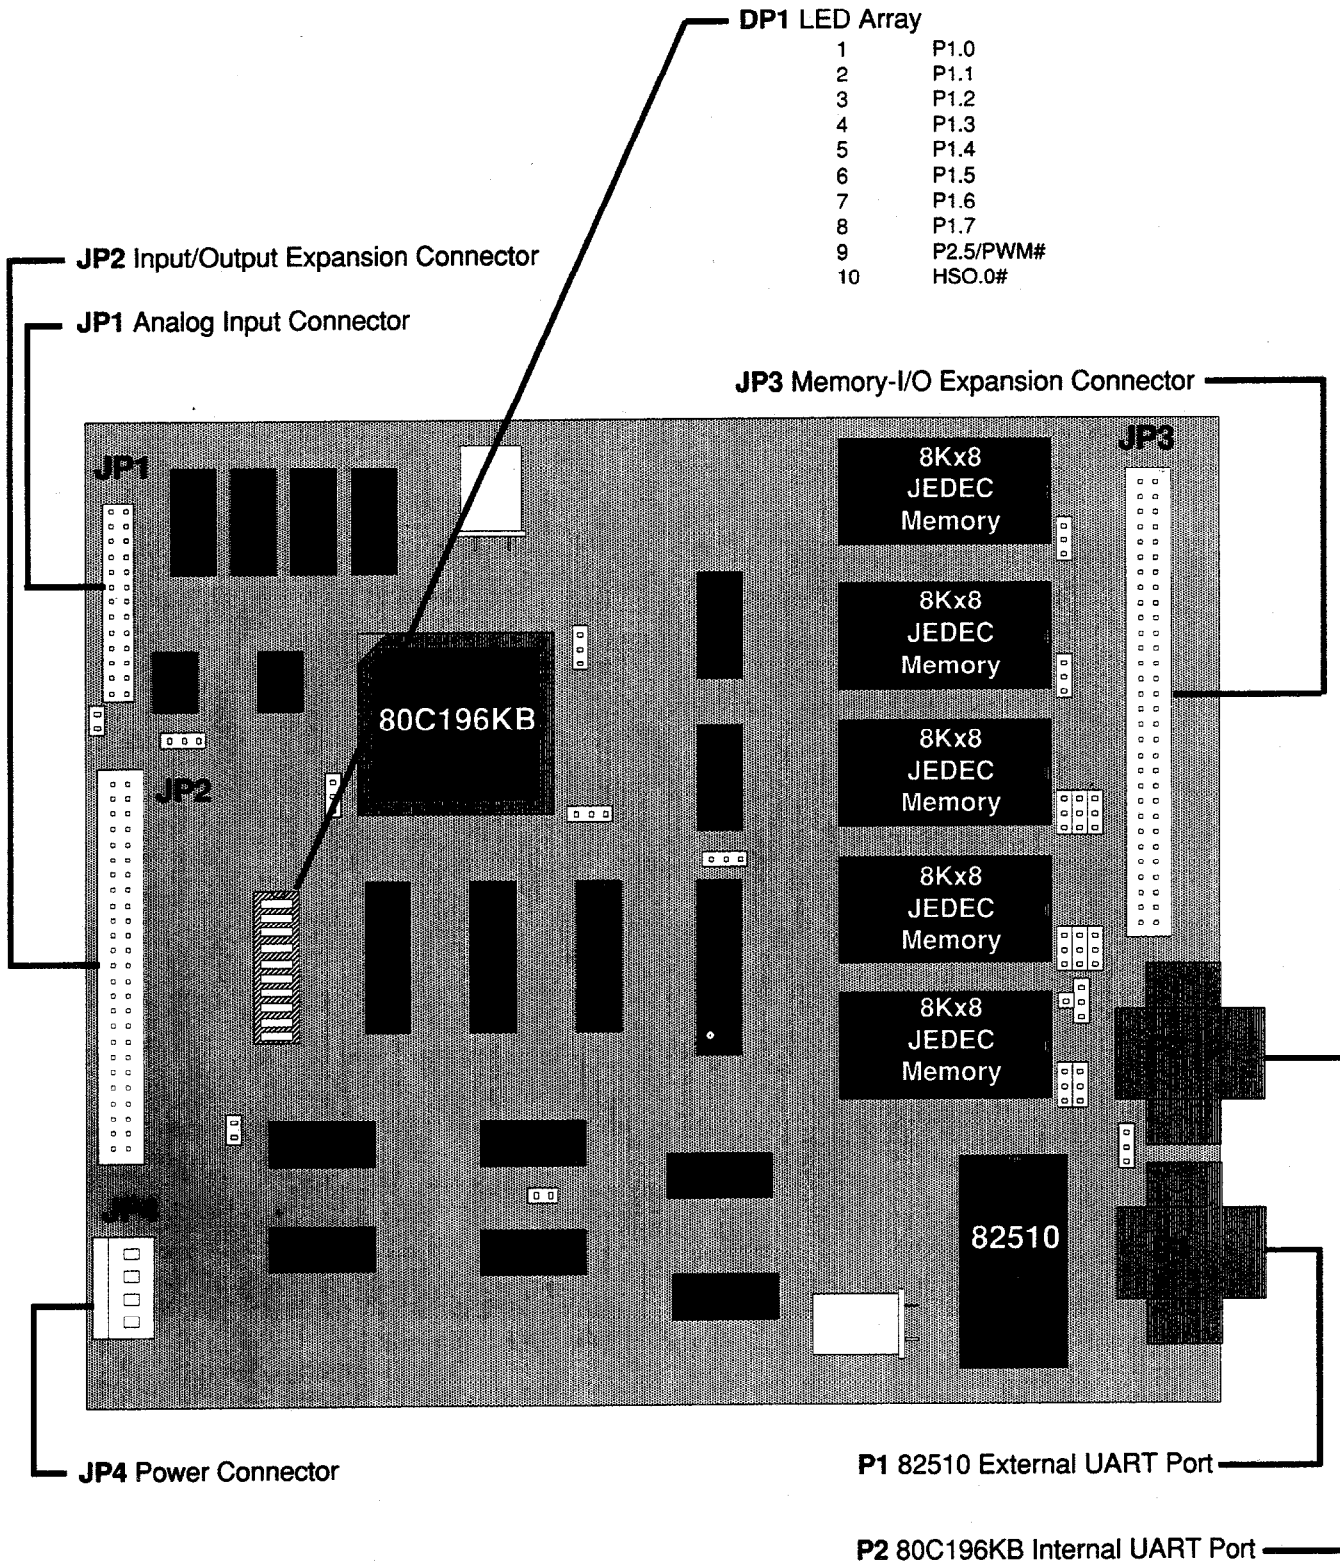 DP1 LED Array
1 P1.0
2 P1.1
3 P1.2
4 P1.3
5 P1.4
6 P1.5
7 P1.6
8 P1.7
9 P2.5/PWM#
10 HSO.0#
JP2 Input/Output Expansion Connector
JP1 Analog Input Connector
JP3 Memory-I/O Expansion Connector
JP1
JP3
8Kx8
JEDEC
Memory
8Kx8
JEDEC
Memory
80C196KB
8Kx8
JEDEC
Memory
JP2
8Kx8
JEDEC
Memory
8Kx8
JEDEC
Memory
JP4
82510
JP4 Power Connector
P1 82510 External UART Port
P2 80C196KB Internal UART Port